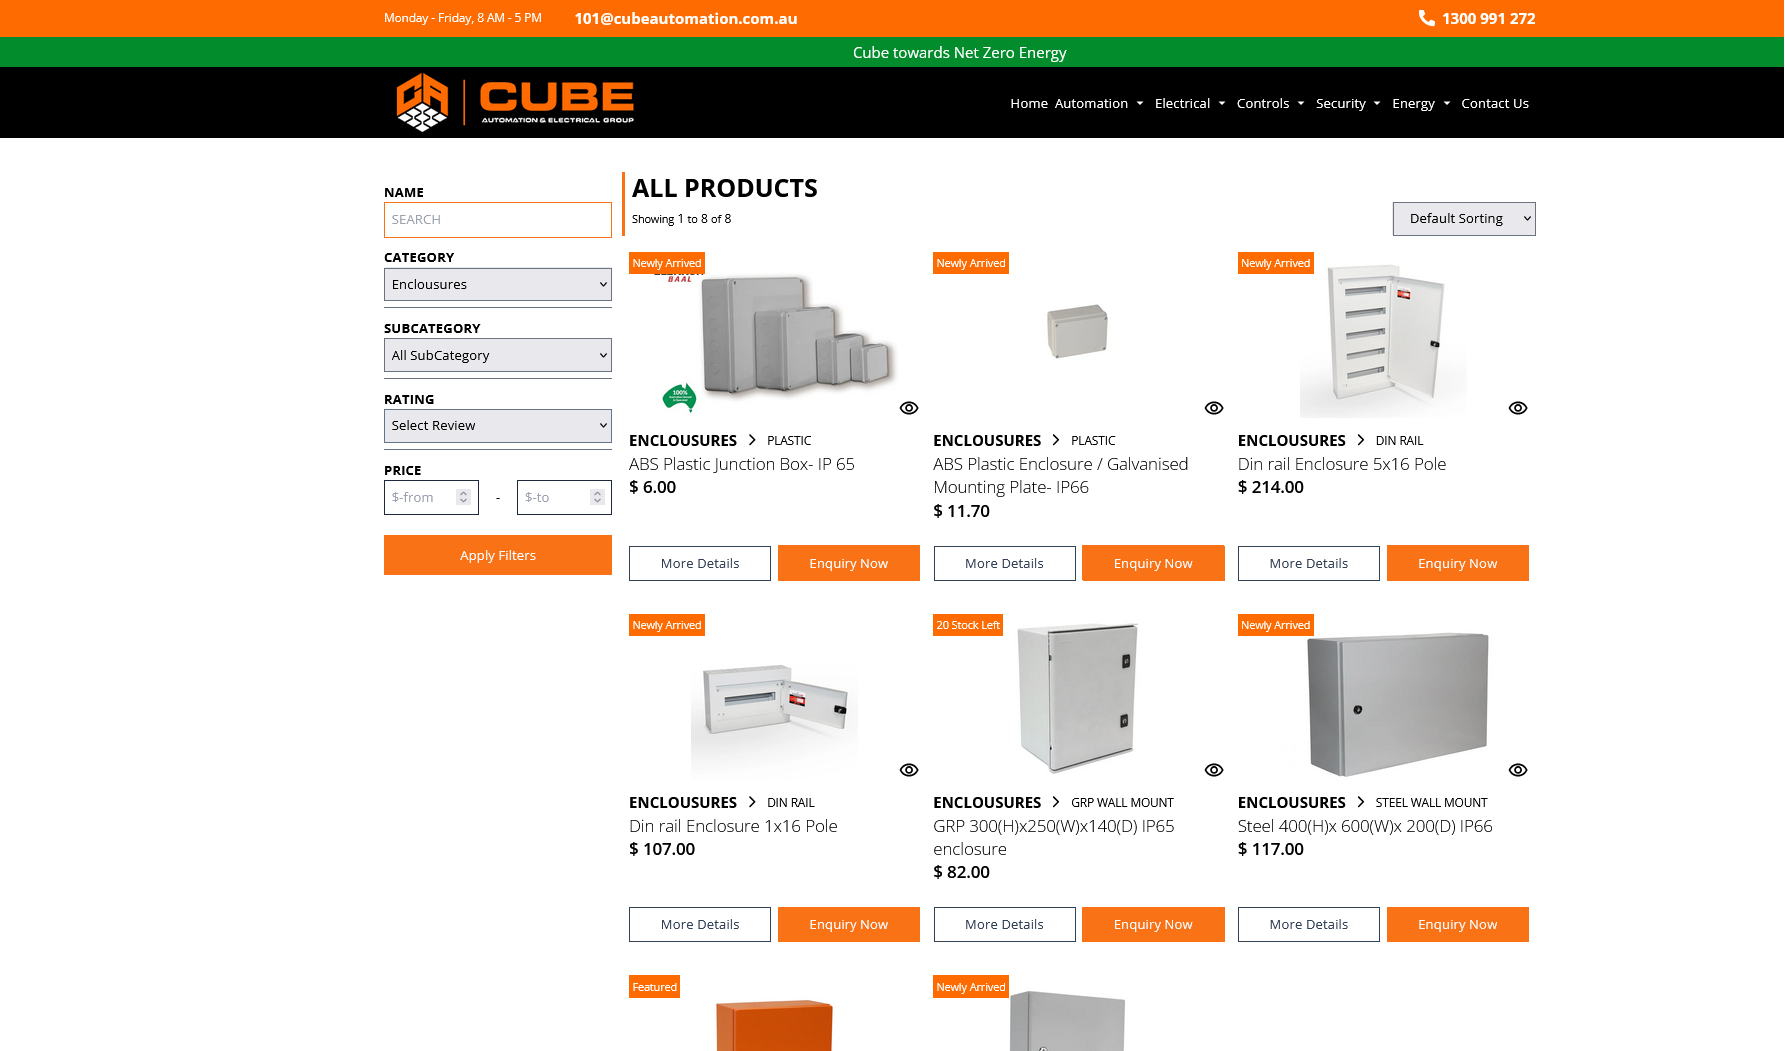 Monday - Friday, 8 AM - 5 PM 101@cubeautomation.com.au 1300 991 272
Cube towards Net Zero Energy
CUBE
AUTOMATION & ELECTRICAL GROUP
Home Automation Electrical Controls Security Energy Contact Us
NAME
SEARCH
CATEGORY
Enclousures
SUBCATEGORY
All SubCategory
RATING
Select Review
PRICE
$-from - $-to
Apply Filters
ALL PRODUCTS
Showing 1 to 8 of 8
Default Sorting
Newly Arrived
BAAL
100%
ENCLOUSURES > PLASTIC
ABS Plastic Junction Box- IP 65
$ 6.00
More Details Enquiry Now
Newly Arrived
ENCLOUSURES > PLASTIC
ABS Plastic Enclosure / Galvanised
Mounting Plate- IP66
$ 11.70
More Details Enquiry Now
Newly Arrived
ENCLOUSURES > DIN RAIL
Din rail Enclosure 5x16 Pole
$ 214.00
More Details Enquiry Now
Newly Arrived
ENCLOUSURES > DIN RAIL
Din rail Enclosure 1x16 Pole
$ 107.00
More Details Enquiry Now
20 Stock Left
ENCLOUSURES > GRP WALL MOUNT
GRP 300(H)x250(W)x140(D) IP65
enclosure
$ 82.00
More Details Enquiry Now
Newly Arrived
ENCLOUSURES > STEEL WALL MOUNT
Steel 400(H)x 600(W)x 200(D) IP66
$ 117.00
More Details Enquiry Now
Featured
Newly Arrived